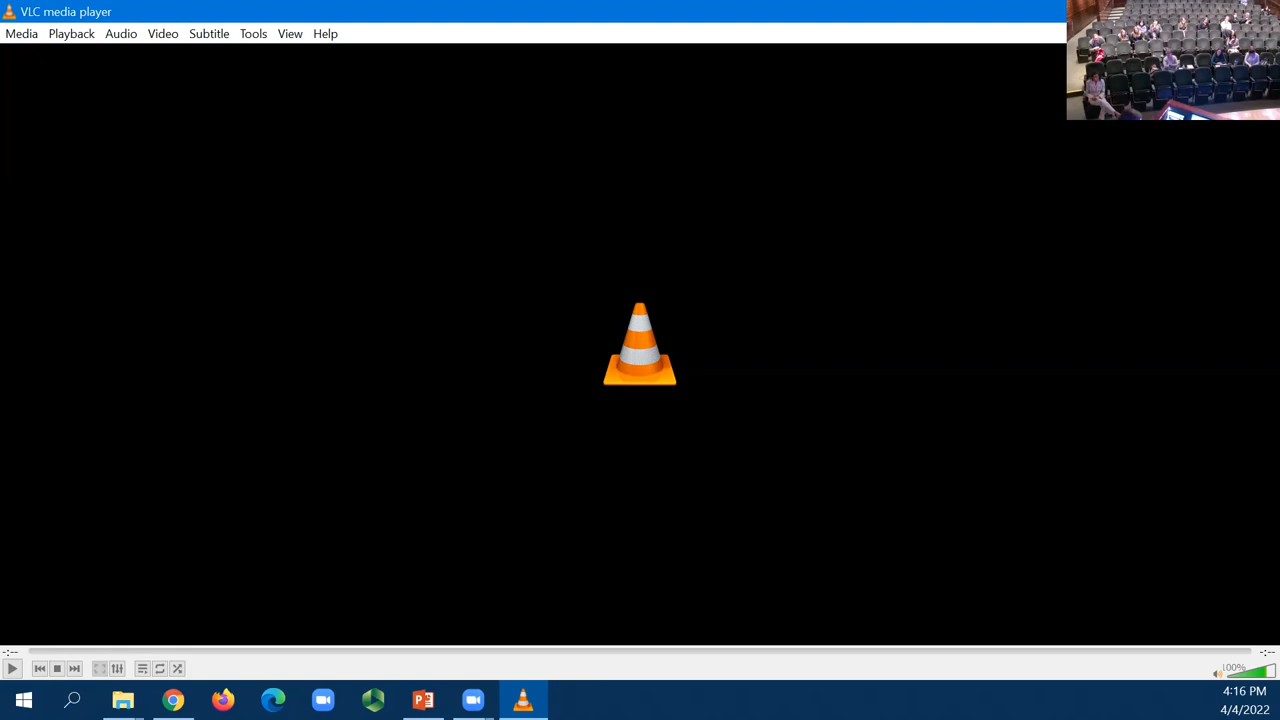 VLC media player
Media Playback Audio Video Subtitle Tools View Help
-:-- -:--
100%
4:16 PM
4/4/2022